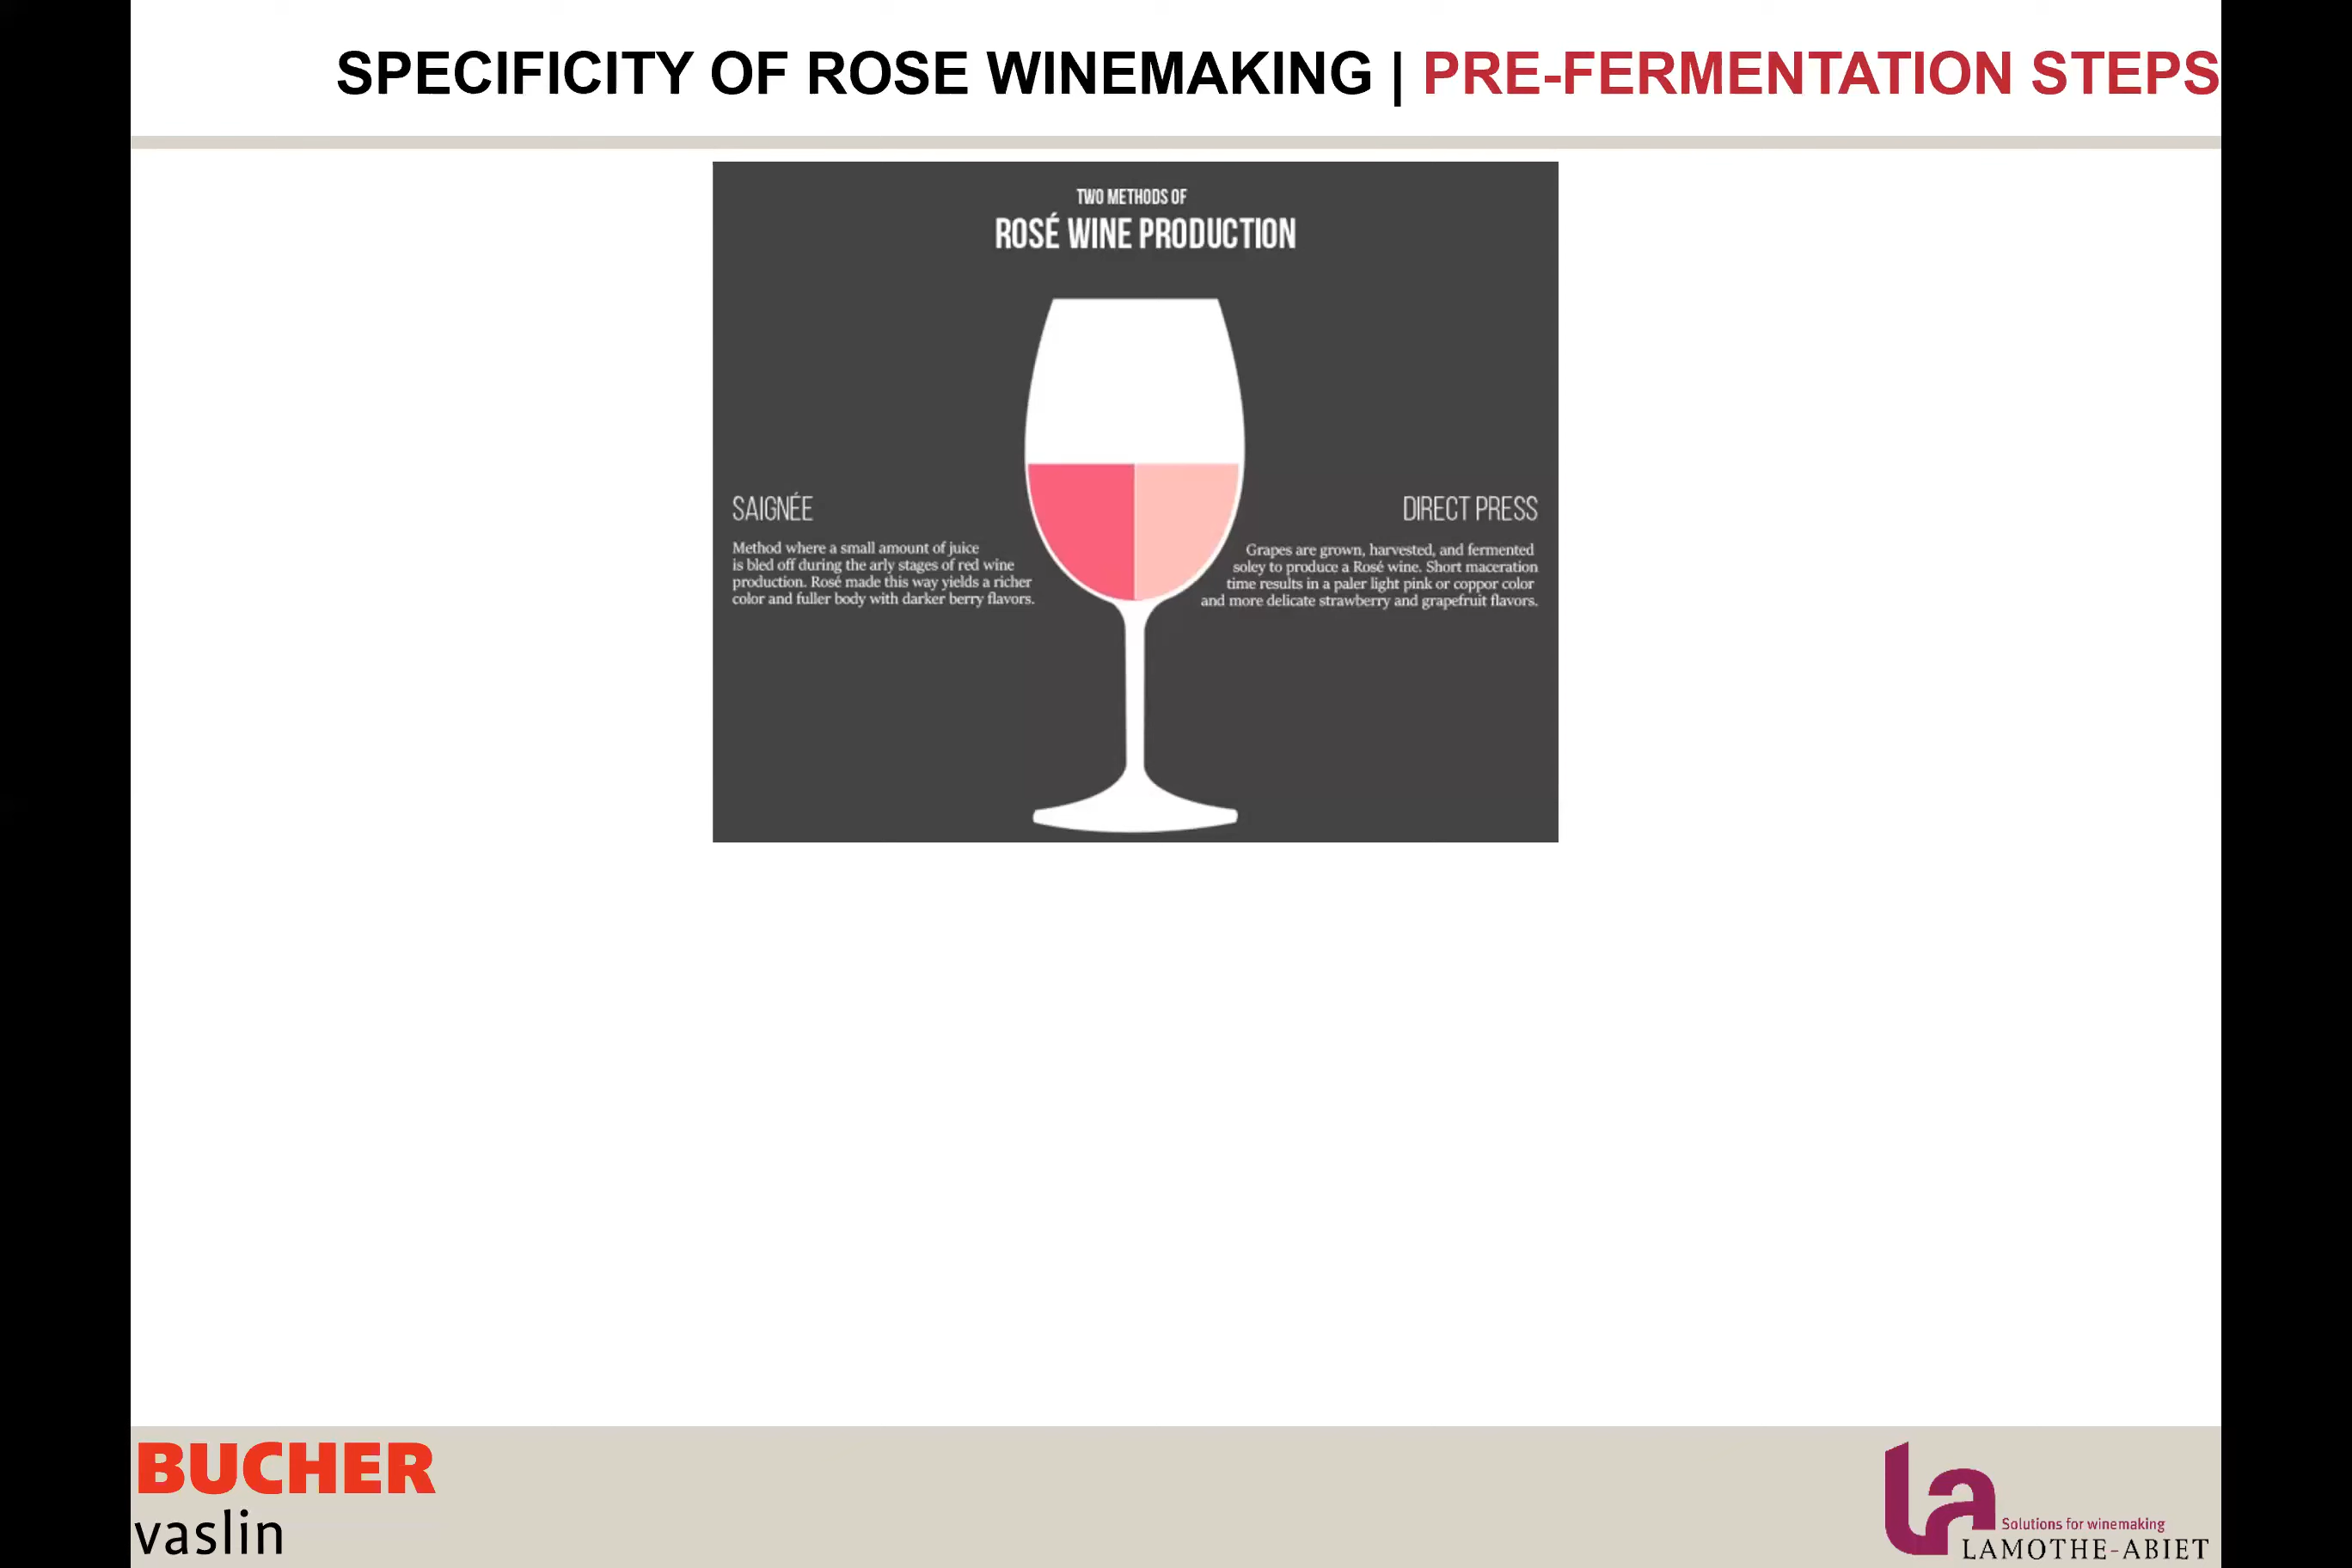 SPECIFICITY OF ROSE WINEMAKING | PRE-FERMENTATION STEPS
TWO METHODS OF
ROSÉ WINE PRODUCTION
SAIGNÉE
Method where a small amount of juice
is bled off during the arly stages of red wine
production. Rosé made this way yields a richer
color and fuller body with darker berry flavors.
DIRECT PRESS
Grapes are grown, harvested, and fermented
soley to produce a Rosé wine. Short maceration
time results in a paler light pink or coppor color
and more delicate strawberry and grapefruit flavors.
BUCHER
vaslin
la
Solutions for winemaking
LAMOTHE-ABIET